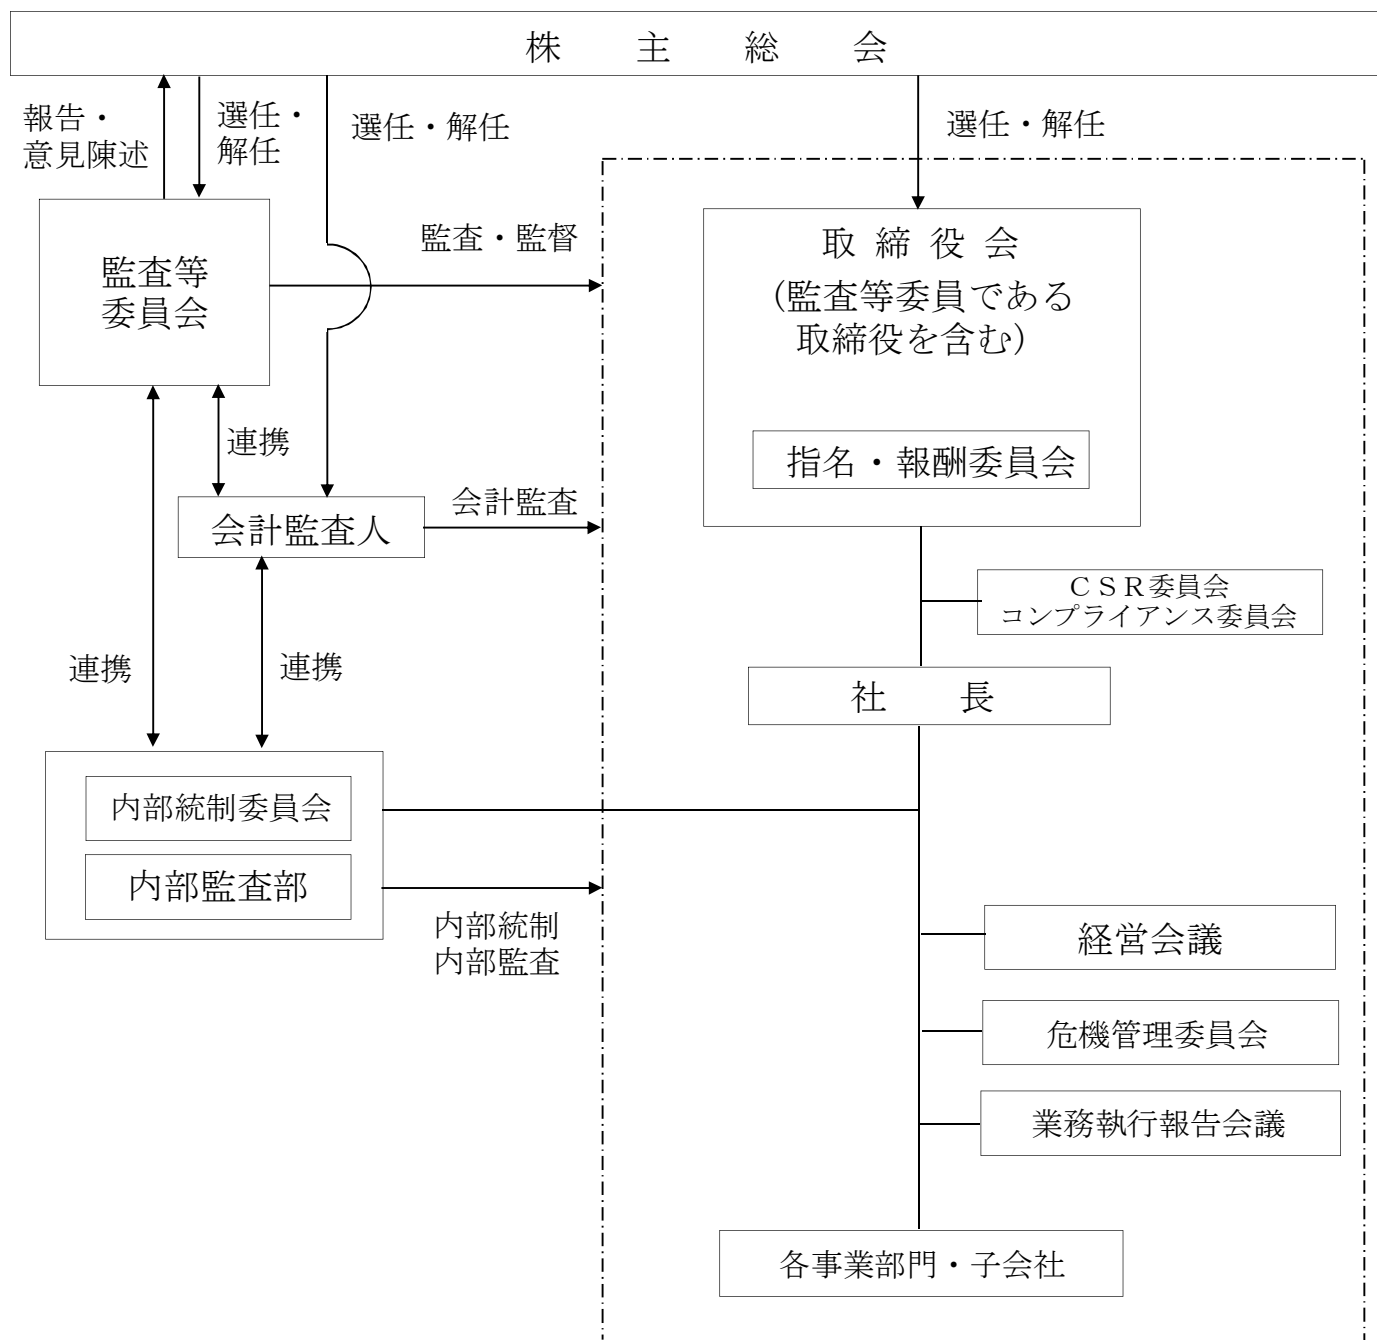 株主総会
報告・
意見陳述
選任・
解任
選任・解任
選任・解任
監査等
委員会
監査・監督
取締役会
(監査等委員である
取締役を含む)
指名・報酬委員会
連携
会計監査人
会計監査
CSR委員会
コンプライアンス委員会
連携
連携
社長
内部統制委員会
内部監査部
内部統制
内部監査
経営会議
危機管理委員会
業務執行報告会議
各事業部門・子会社